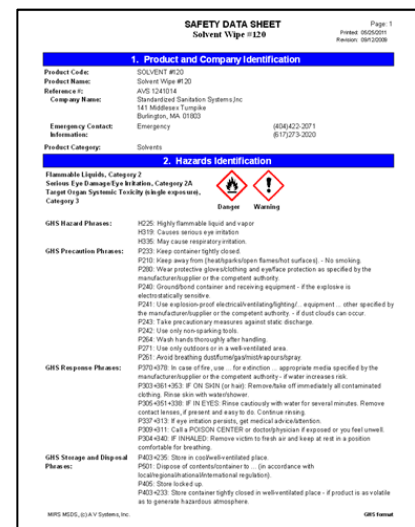 SAFETY DATA SHEET
Page: 1
Solvent Wipe #120
Printed: 05/25/2011
Revision: 09/12/2009
1. Product and Company Identification
Product Code: SOLVENT #120
Product Name: Solvent Wipe #120
Reference #: AVS 1241014
Company Name: Standardized Sanitation Systems,Inc
141 Middlesex Turnpike
Burlington, MA 01803
Emergency Contact: Emergency (404)422-2071
Information: (617)273-2020
Product Category: Solvents
2. Hazards Identification
Flammable Liquids, Category 2
Serious Eye Damage/Eye Irritation, Category 2A
Target Organ Systemic Toxicity (single exposure),
Category 3
Danger Warning
GHS Hazard Phrases: H225: Highly flammable liquid and vapor
H319: Causes serious eye irritation
H335: May cause respiratory irritation.
GHS Precaution Phrases: P233: Keep container tightly closed.
P210: Keep away from {heat/sparks/open flames/hot surfaces}. - No smoking.
P280: Wear protective gloves/clothing and eye/face protection as specified by the
manufacturer/supplier or the competent authority.
P240: Ground/bond container and receiving equipment - if the explosive is
electrostatically sensitive.
P241: Use explosion-proof electrical/ventilating/lighting/... equipment ... other specified by
the manufacturer/supplier or the competent authority. - if dust clouds can occur.
P243: Take precautionary measures against static discharge.
P242: Use only non-sparking tools.
P264: Wash hands thoroughly after handling.
P271: Use only outdoors or in a well-ventilated area.
P261: Avoid breathing dust/fume/gas/mist/vapours/spray.
GHS Response Phrases: P370+378: In case of fire, use ... for extinction ... appropriate media specified by the
manufacturer/supplier or the competent authority - if water increases risk.
P303+361+353: IF ON SKIN (or hair): Remove/take off immediately all contaminated
clothing. Rinse skin with water/shower.
P305+351+338: IF IN EYES: Rinse cautiously with water for several minutes. Remove
contact lenses, if present and easy to do. Continue rinsing.
P337+313: If eye irritation persists, get medical advice/attention.
P309+311: Call a POISON CENTER or doctor/physician if exposed or you feel unwell.
P304+340: IF INHALED: Remove victim to fresh air and keep at rest in a position
comfortable for breathing.
GHS Storage and Disposal P403+235: Store in cool/well-ventilated place.
Phrases: P501: Dispose of contents/container to ... (in accordance with
local/regional/national/international regulation).
P405: Store locked up.
P403+233: Store container tightly closed in well-ventilated place - if product is as volatile
as to generate hazardous atmosphere.
MIRS MSDS, (c) A-V Systems, Inc. GHS format